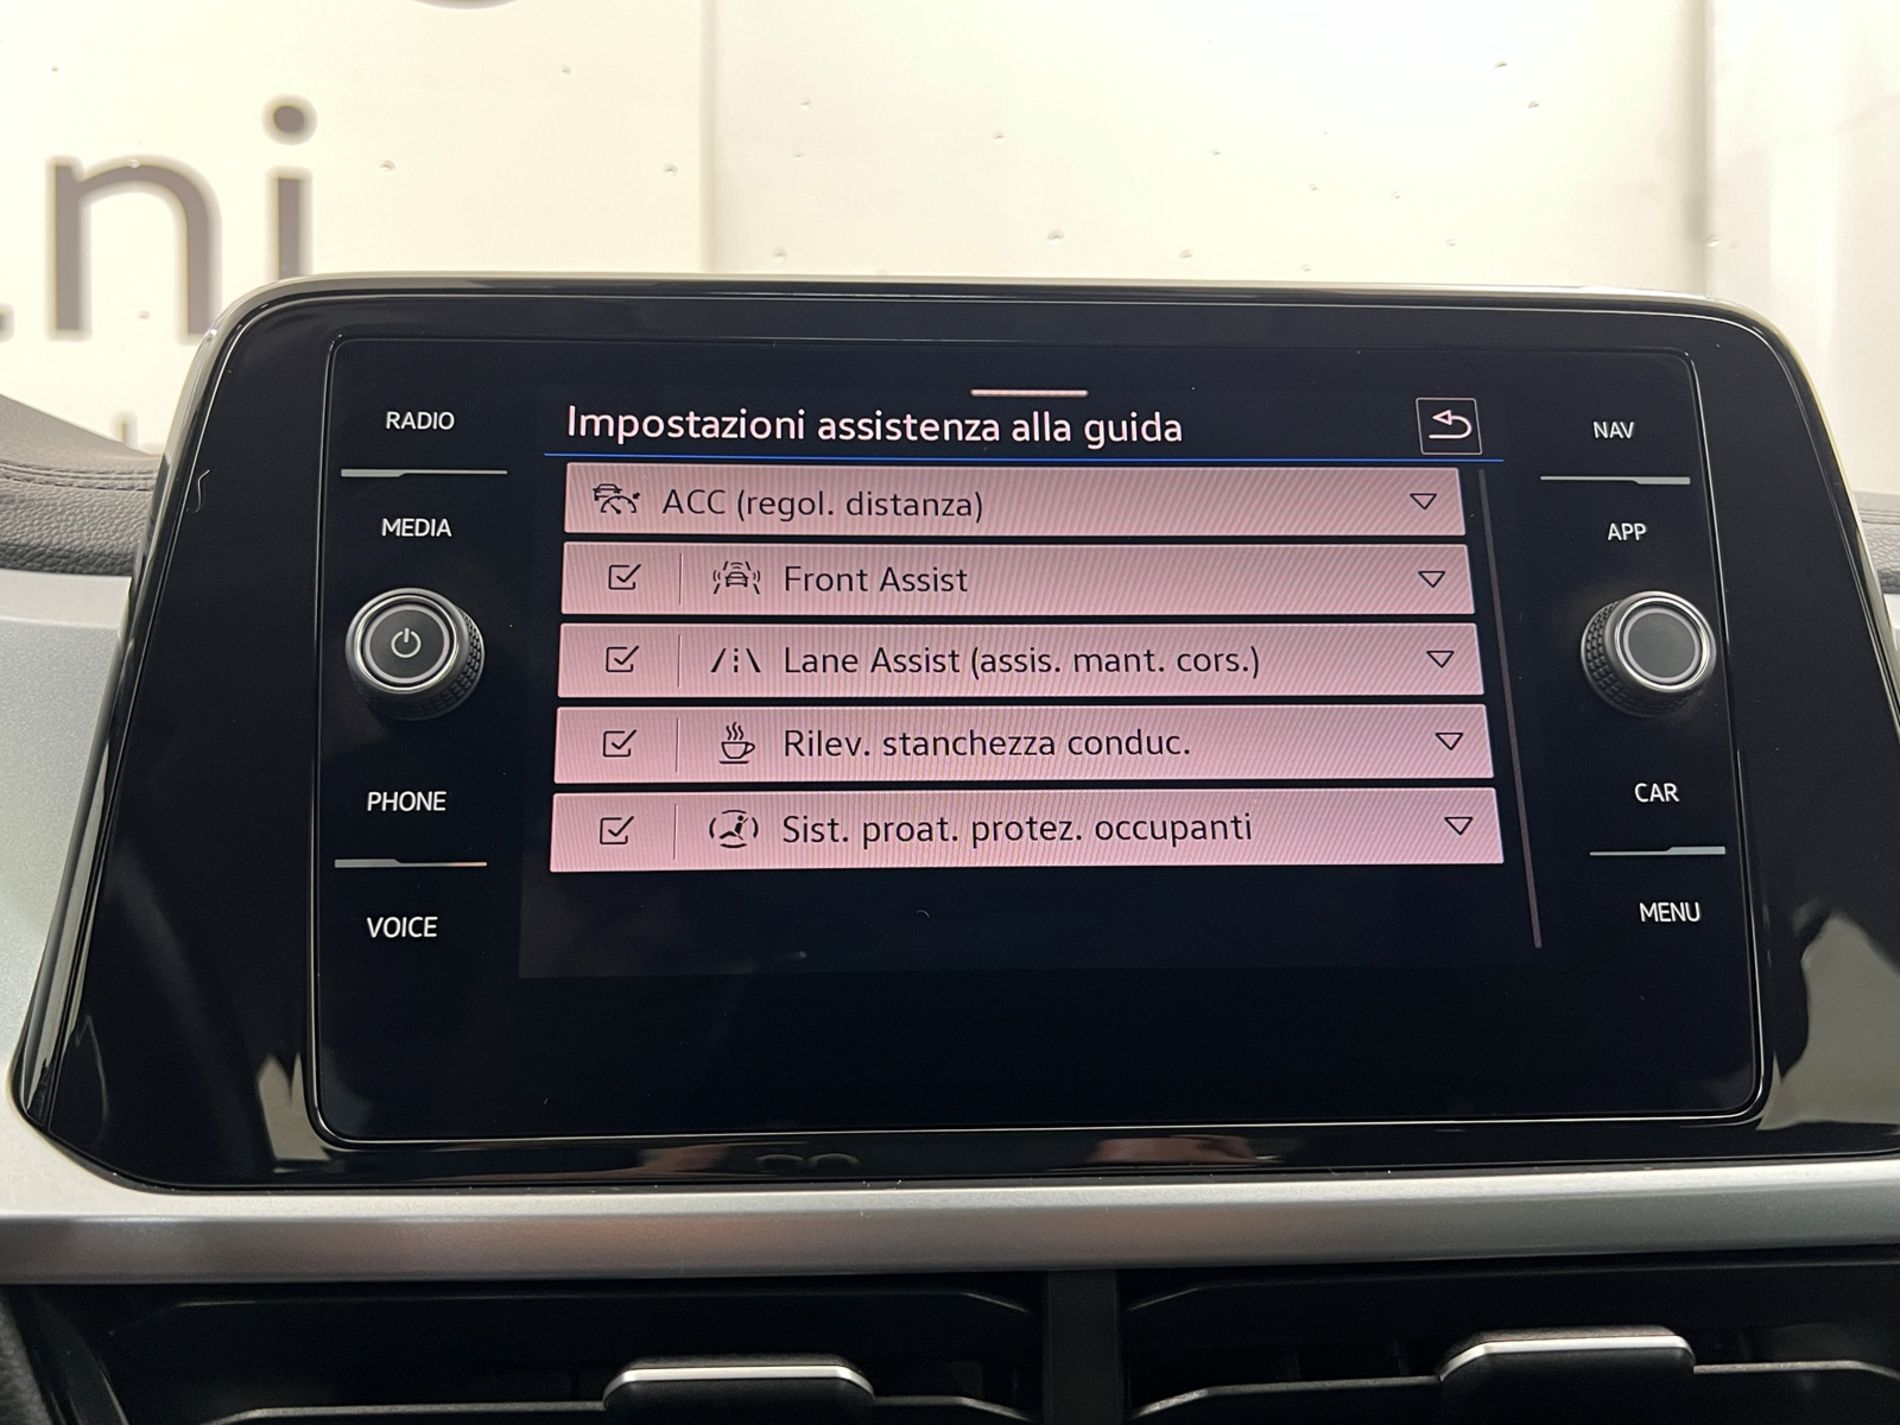 ni
RADIO
MEDIA
PHONE
VOICE
Impostazioni assistenza alla guida
ACC (regol. distanza)
Front Assist
Lane Assist (assis. mant. cors.)
Rilev. stanchezza conduc.
Sist. proat. protez. occupanti
NAV
APP
CAR
MENU